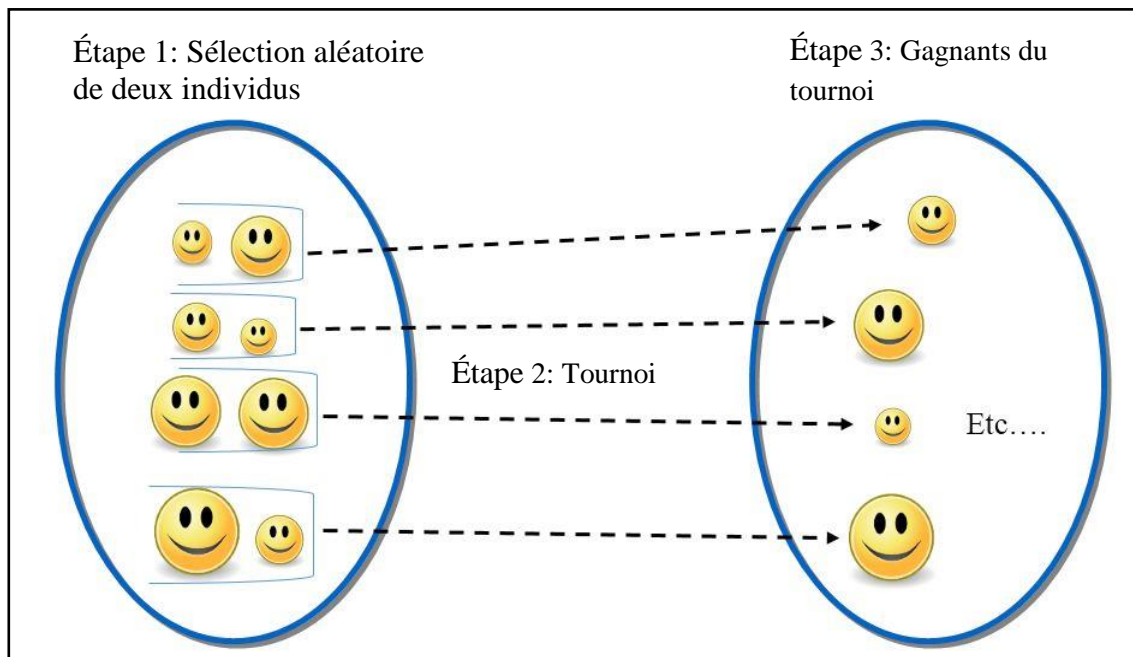 Étape 1: Sélection aléatoire
de deux individus
Étape 3: Gagnants du
tournoi
Étape 2: Tournoi
Etc….